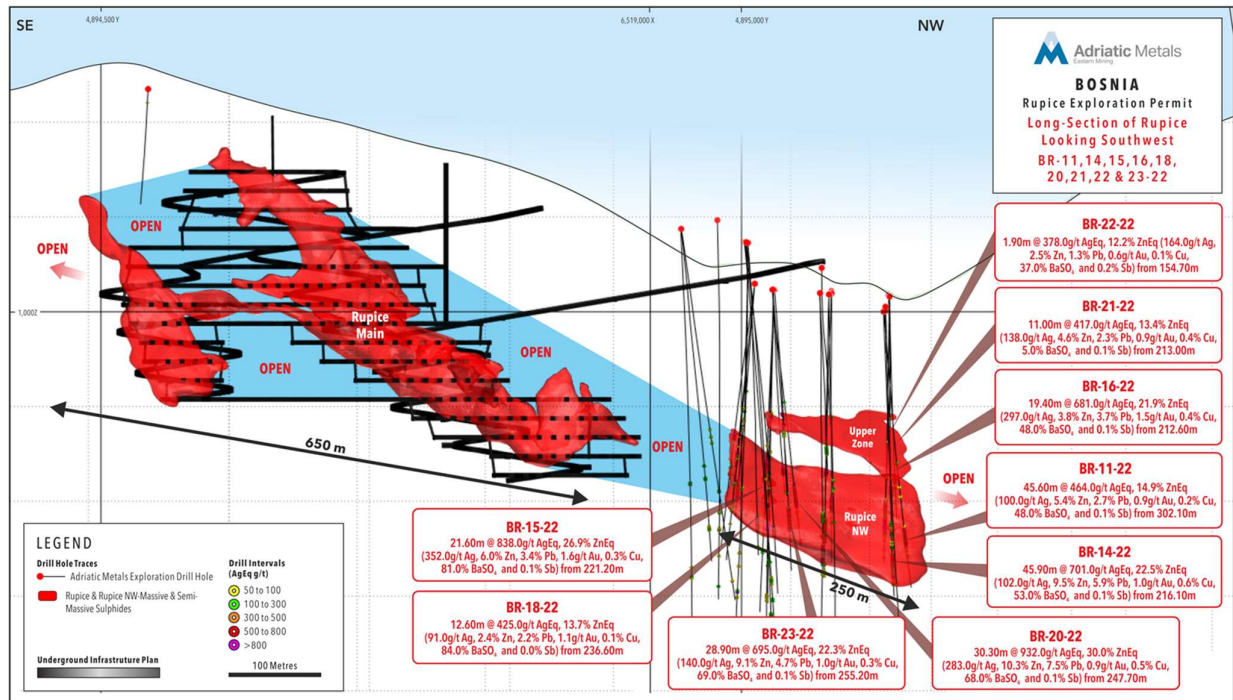 SE
4,894,500 Y
6,519,000 X
4,895,000 Y
NW
Adriatic Metals
Eastern Mining
BOSNIA
Rupice Exploration Permit
Long-Section of Rupice
Looking Southwest
BR-11,14,15,16,18,
20,21,22 & 23-22
OPEN
OPEN
1,000Z
Rupice
Main
OPEN
OPEN
OPEN
650 m
Upper
Zone
Rupice
NW
OPEN
250 m
BR-22-22
1.90m @ 378.0g/t AgEq, 12.2% ZnEq (164.0g/t Ag,
2.5% Zn, 1.3% Pb, 0.6g/t Au, 0.1% Cu,
37.0% BaSO₄ and 0.2% Sb) from 154.70m
BR-21-22
11.00m @ 417.0g/t AgEq, 13.4% ZnEq
(138.0g/t Ag, 4.6% Zn, 2.3% Pb, 0.9g/t Au, 0.4% Cu,
5.0% BaSO₄ and 0.1% Sb) from 213.00m
BR-16-22
19.40m @ 681.0g/t AgEq, 21.9% ZnEq
(297.0g/t Ag, 3.8% Zn, 3.7% Pb, 1.5g/t Au, 0.4% Cu,
48.0% BaSO₄ and 0.1% Sb) from 212.60m
BR-11-22
45.60m @ 464.0g/t AgEq, 14.9% ZnEq
(100.0g/t Ag, 5.4% Zn, 2.7% Pb, 0.9g/t Au, 0.2% Cu,
48.0% BaSO₄ and 0.1% Sb) from 302.10m
BR-14-22
45.90m @ 701.0g/t AgEq, 22.5% ZnEq
(102.0g/t Ag, 9.5% Zn, 5.9% Pb, 1.0g/t Au, 0.6% Cu,
53.0% BaSO₄ and 0.1% Sb) from 216.10m
BR-15-22
21.60m @ 838.0g/t AgEq, 26.9% ZnEq
(352.0g/t Ag, 6.0% Zn, 3.4% Pb, 1.6g/t Au, 0.3% Cu,
81.0% BaSO₄ and 0.1% Sb) from 221.20m
BR-18-22
12.60m @ 425.0g/t AgEq, 13.7% ZnEq
(91.0g/t Ag, 2.4% Zn, 2.2% Pb, 1.1g/t Au, 0.1% Cu,
84.0% BaSO₄ and 0.0% Sb) from 236.60m
BR-23-22
28.90m @ 695.0g/t AgEq, 22.3% ZnEq
(140.0g/t Ag, 9.1% Zn, 4.7% Pb, 1.0g/t Au, 0.3% Cu,
69.0% BaSO₄ and 0.1% Sb) from 255.20m
BR-20-22
30.30m @ 932.0g/t AgEq, 30.0% ZnEq
(283.0g/t Ag, 10.3% Zn, 7.5% Pb, 0.9g/t Au, 0.5% Cu,
68.0% BaSO₄ and 0.1% Sb) from 247.70m
LEGEND
Drill Hole Traces
Adriatic Metals Exploration Drill Hole
Rupice & Rupice NW-Massive & Semi-
Massive Sulphides
Underground Infrastruture Plan
Drill Intervals
(AgEq g/t)
50 to 100
100 to 300
300 to 500
500 to 800
>800
100 Metres